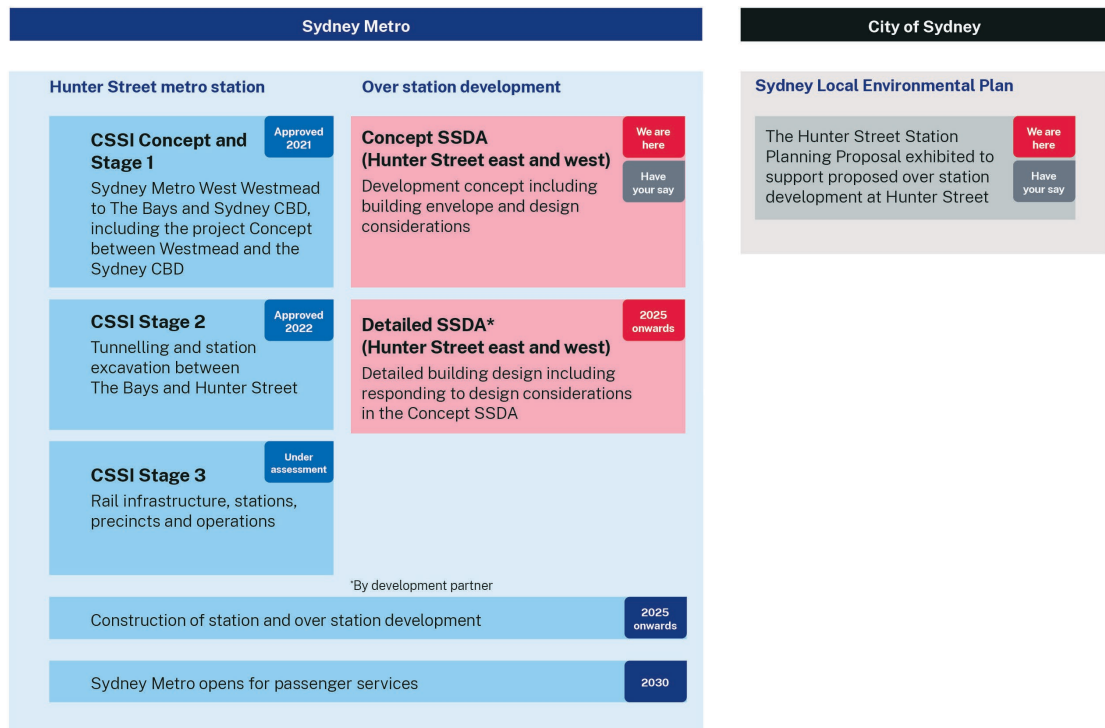 Sydney Metro
Hunter Street metro station
CSSI Concept and
Stage 1
Approved
2021
Sydney Metro West Westmead
to The Bays and Sydney CBD,
including the project Concept
between Westmead and the
Sydney CBD
CSSI Stage 2
Approved
2022
Tunnelling and station
excavation between
The Bays and Hunter Street
CSSI Stage 3
Under
assessment
Rail infrastructure, stations,
precincts and operations
Over station development
Concept SSDA
(Hunter Street east and west)
We are
here
Have
your say
Development concept including
building envelope and design
considerations
Detailed SSDA*
(Hunter Street east and west)
2025
onwards
Detailed building design including
responding to design considerations
in the Concept SSDA
*By development partner
Construction of station and over station development
2025
onwards
Sydney Metro opens for passenger services
2030
City of Sydney
Sydney Local Environmental Plan
The Hunter Street Station
Planning Proposal exhibited to
support proposed over station
development at Hunter Street
We are
here
Have
your say